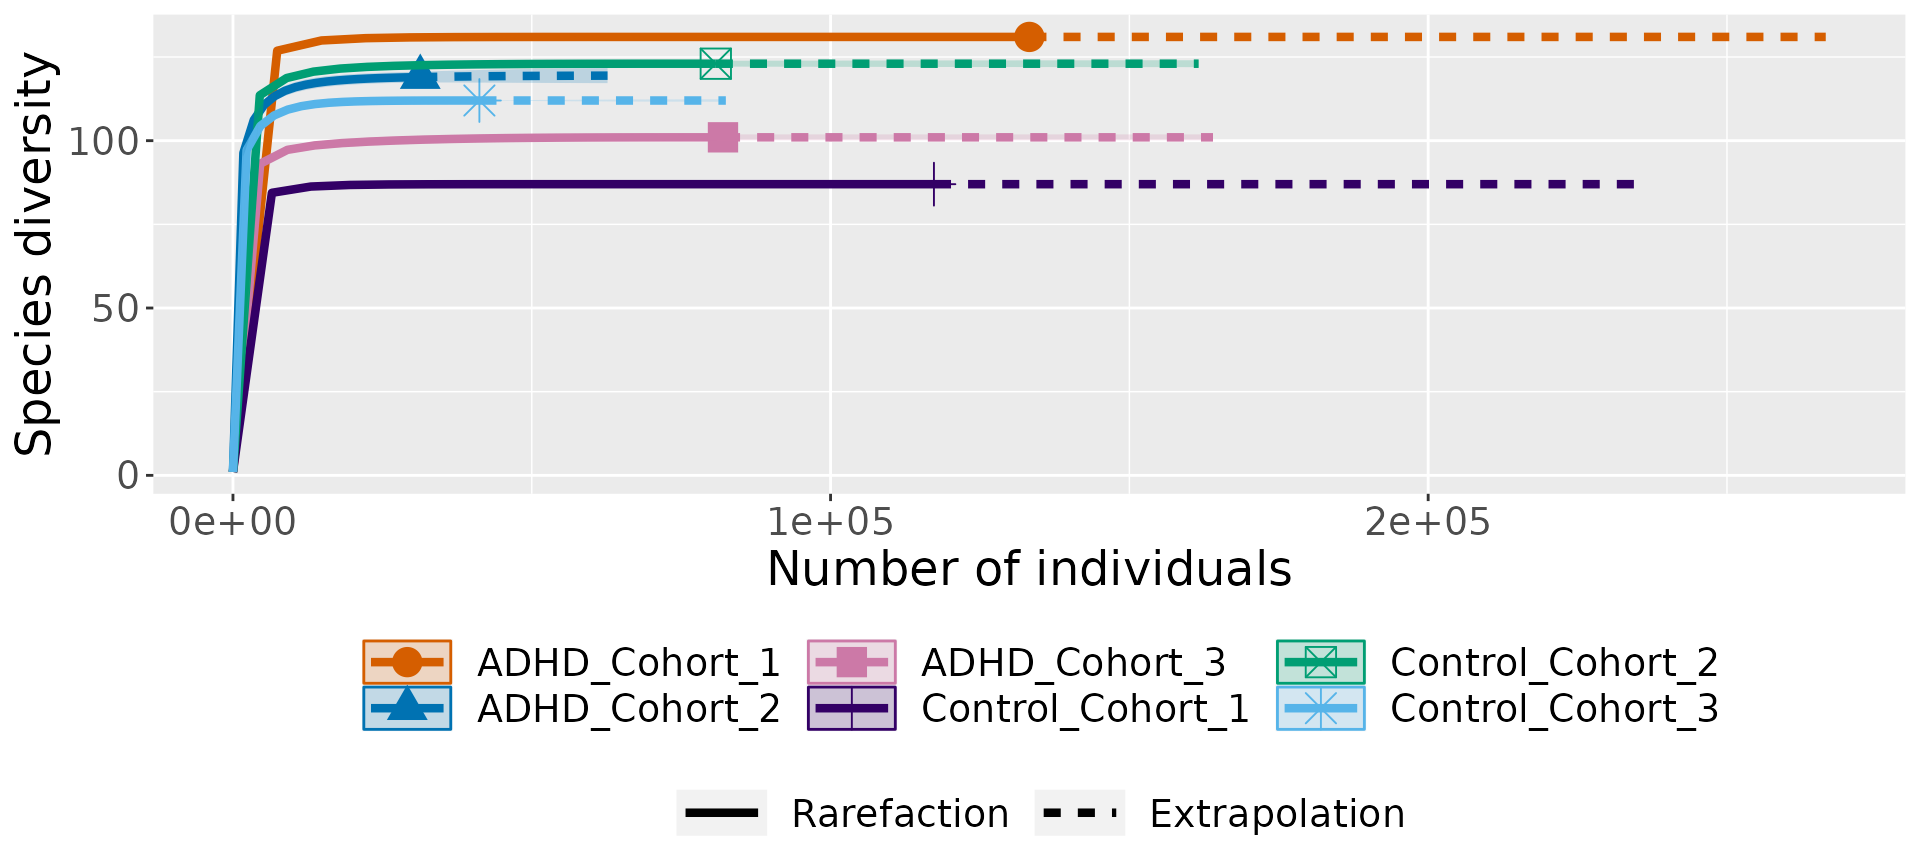 Species diversity
100
50
0
0e+00 1e+05 2e+05
Number of individuals
ADHD_Cohort_1 ADHD_Cohort_3 Control_Cohort_2
ADHD_Cohort_2 Control_Cohort_1 Control_Cohort_3
Rarefaction Extrapolation